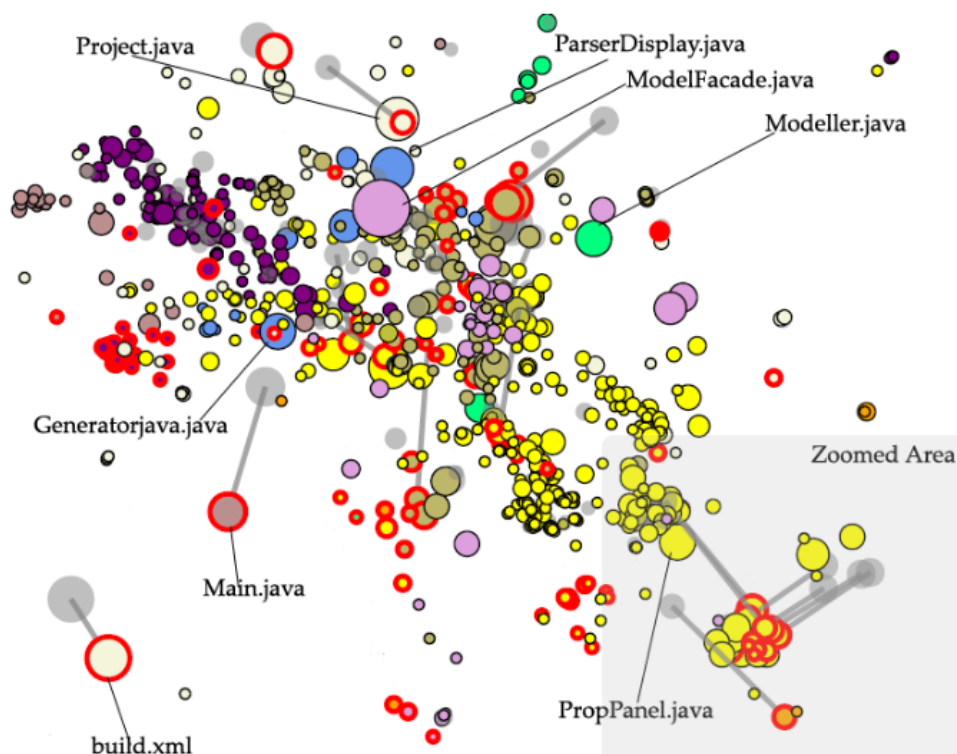 Project.java
ParserDisplay.java
ModelFacade.java
Modeller.java
Generatorjava.java
Zoomed Area
Main.java
PropPanel.java
build.xml